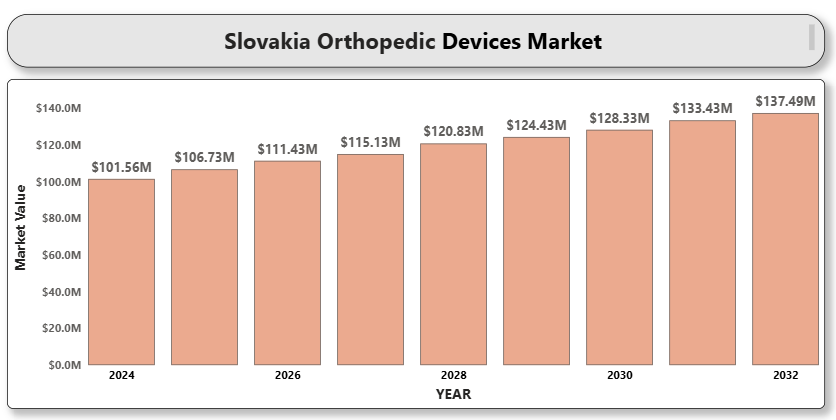 Slovakia Orthopedic Devices Market
$140.0M
$120.0M
$100.0M
$80.0M
$60.0M
$40.0M
$20.0M
$0.0M
Market Value
$101.56M
$106.73M
$111.43M
$115.13M
$120.83M
$124.43M
$128.33M
$133.43M
$137.49M
2024
2026
2028
2030
2032
YEAR